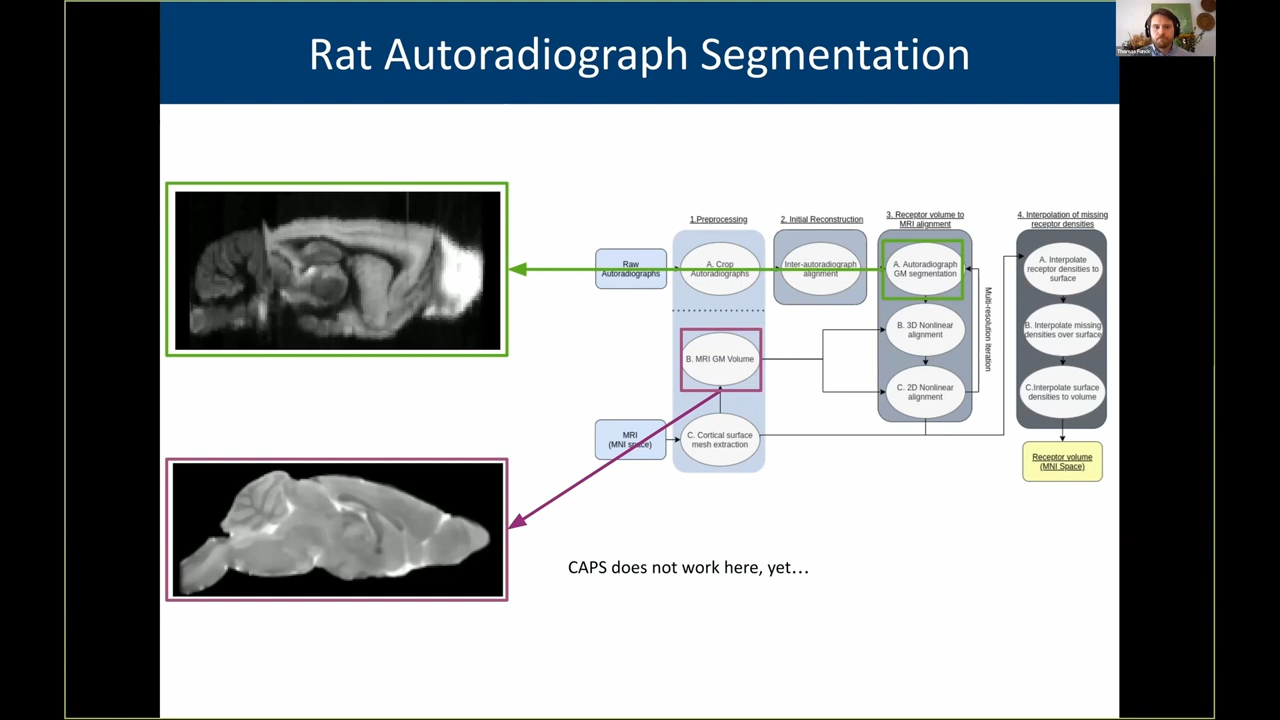 Rat Autoradiograph Segmentation
Thomas Funck
1.Preprocessing
2. Initial Reconstruction
3. Receptor volume to
MRI alignment
4. Interpolation of missing
receptor densities
Raw
Autoradiographs
A. Crop
Autoradiographs
Inter-autoradiograph
alignment
A. Autoradiograph
GM segmentation
A. Interpolate
receptor densities to
surface
B. MRI GM Volume
B. 3D Nonlinear
alignment
Multi-resolution iteration
B. Interpolate missing
densities over surface
C. 2D Nonlinear
alignment
C.Interpolate surface
densities to volume
MRI
(MNI space)
C. Cortical surface
mesh extraction
Receptor volume
(MNI Space)
CAPS does not work here, yet…